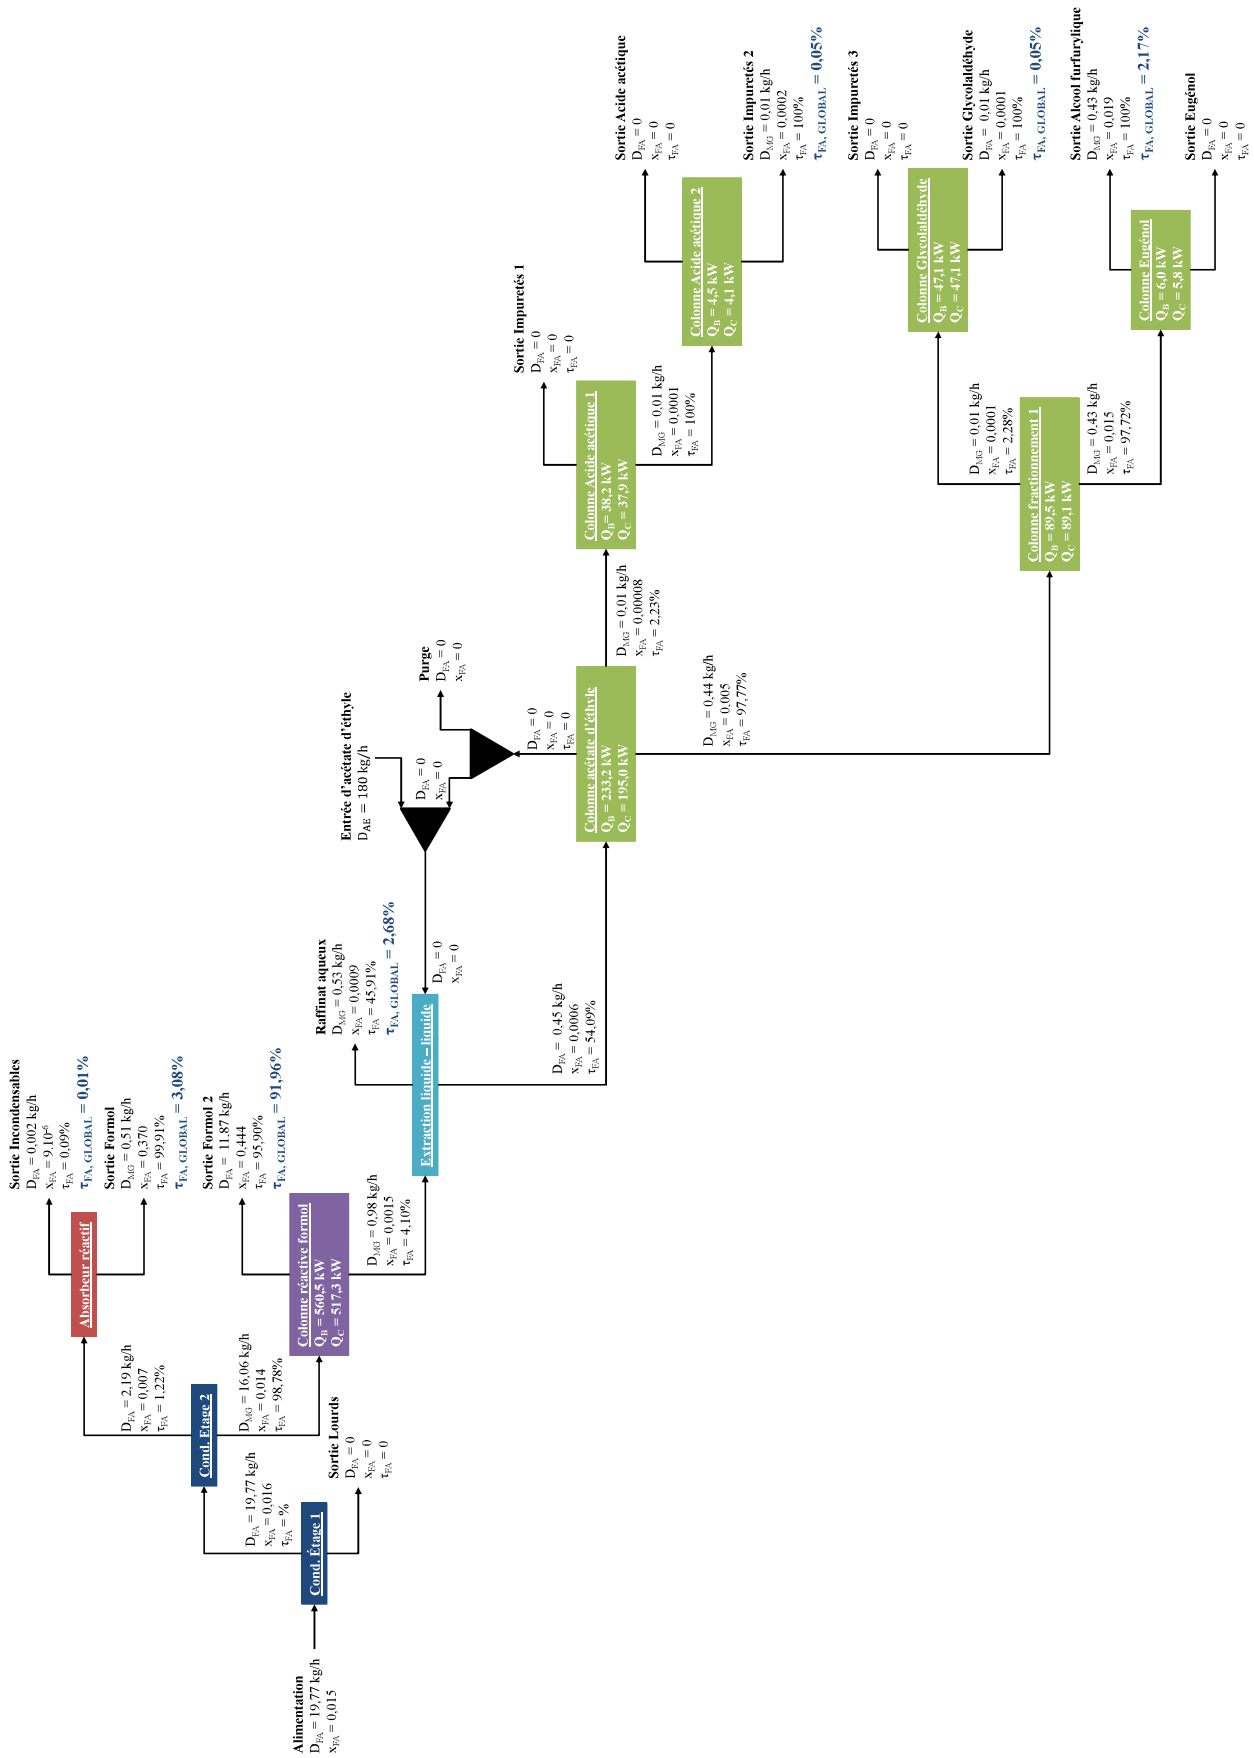 Alimentation
D_FA = 19,77 kg/h
x_FA = 0,015
Cond. Étage 1
D_FA = 19,77 kg/h
x_FA = 0,016
τ_FA = %
Sortie Lourds
D_FA = 0
x_FA = 0
τ_FA = 0
Cond. Etage 2
D_FA = 2,19 kg/h
x_FA = 0,007
τ_FA = 1,22%
D_MG = 16,06 kg/h
x_FA = 0,014
τ_FA = 98,78%
Absorbeur réactif
Sortie Incondensables
D_FA = 0,002 kg/h
x_FA = 9.10^-6
τ_FA = 0,09%
τ_FA, GLOBAL = 0,01%
Sortie Formol
D_MG = 0,51 kg/h
x_FA = 0,370
τ_FA = 99,91%
τ_FA, GLOBAL = 3,08%
Colonne réactive formol
Q_B = 560,5 kW
Q_C = 517,3 kW
Sortie Formol 2
D_FA = 11.87 kg/h
x_FA = 0,444
τ_FA = 95,90%
τ_FA, GLOBAL = 91,96%
D_MG = 0,98 kg/h
x_FA = 0,0015
τ_FA = 4,10%
Extraction liquide – liquide
Raffinat aqueux
D_MG = 0,53 kg/h
x_FA = 0,0009
τ_FA = 45,91%
τ_FA, GLOBAL = 2,68%
D_FA = 0
x_FA = 0
D_FA = 0,45 kg/h
x_FA = 0,0006
τ_FA = 54,09%
Entrée d'acétate d'éthyle
D_AE = 180 kg/h
D_FA = 0
x_FA = 0
Purge
D_FA = 0
x_FA = 0
D_FA = 0
x_FA = 0
τ_FA = 0
Colonne acétate d'éthyle
Q_B = 233,2 kW
Q_C = 195,0 kW
D_MG = 0,01 kg/h
x_FA = 0,00008
τ_FA = 2,23%
D_MG = 0,44 kg/h
x_FA = 0,005
τ_FA = 97,77%
Colonne Acide acétique 1
Q_B = 38,2 kW
Q_C = 37,9 kW
Sortie Impuretés 1
D_FA = 0
x_FA = 0
τ_FA = 0
D_MG = 0,01 kg/h
x_FA = 0,0001
τ_FA = 100%
Colonne Acide acétique 2
Q_B = 4,5 kW
Q_C = 4,1 kW
Sortie Acide acétique
D_FA = 0
x_FA = 0
τ_FA = 0
Sortie Impuretés 2
D_MG = 0,01 kg/h
x_FA = 0,0002
τ_FA = 100%
τ_FA, GLOBAL = 0,05%
Colonne fractionnement 1
Q_B = 89,5 kW
Q_C = 89,1 kW
D_MG = 0,01 kg/h
x_FA = 0,0001
τ_FA = 2,28%
D_MG = 0,43 kg/h
x_FA = 0,015
τ_FA = 97,72%
Colonne Glycolaldéhyde
Q_B = 47,1 kW
Q_C = 47,1 kW
Sortie Impuretés 3
D_FA = 0
x_FA = 0
τ_FA = 0
Sortie Glycolaldéhyde
D_FA = 0,01 kg/h
x_FA = 0,0001
τ_FA = 100%
τ_FA, GLOBAL = 0,05%
Colonne Eugénol
Q_B = 6,0 kW
Q_C = 5,8 kW
Sortie Alcool furfurylique
D_MG = 0,43 kg/h
x_FA = 0,019
τ_FA = 100%
τ_FA, GLOBAL = 2,17%
Sortie Eugénol
D_FA = 0
x_FA = 0
τ_FA = 0